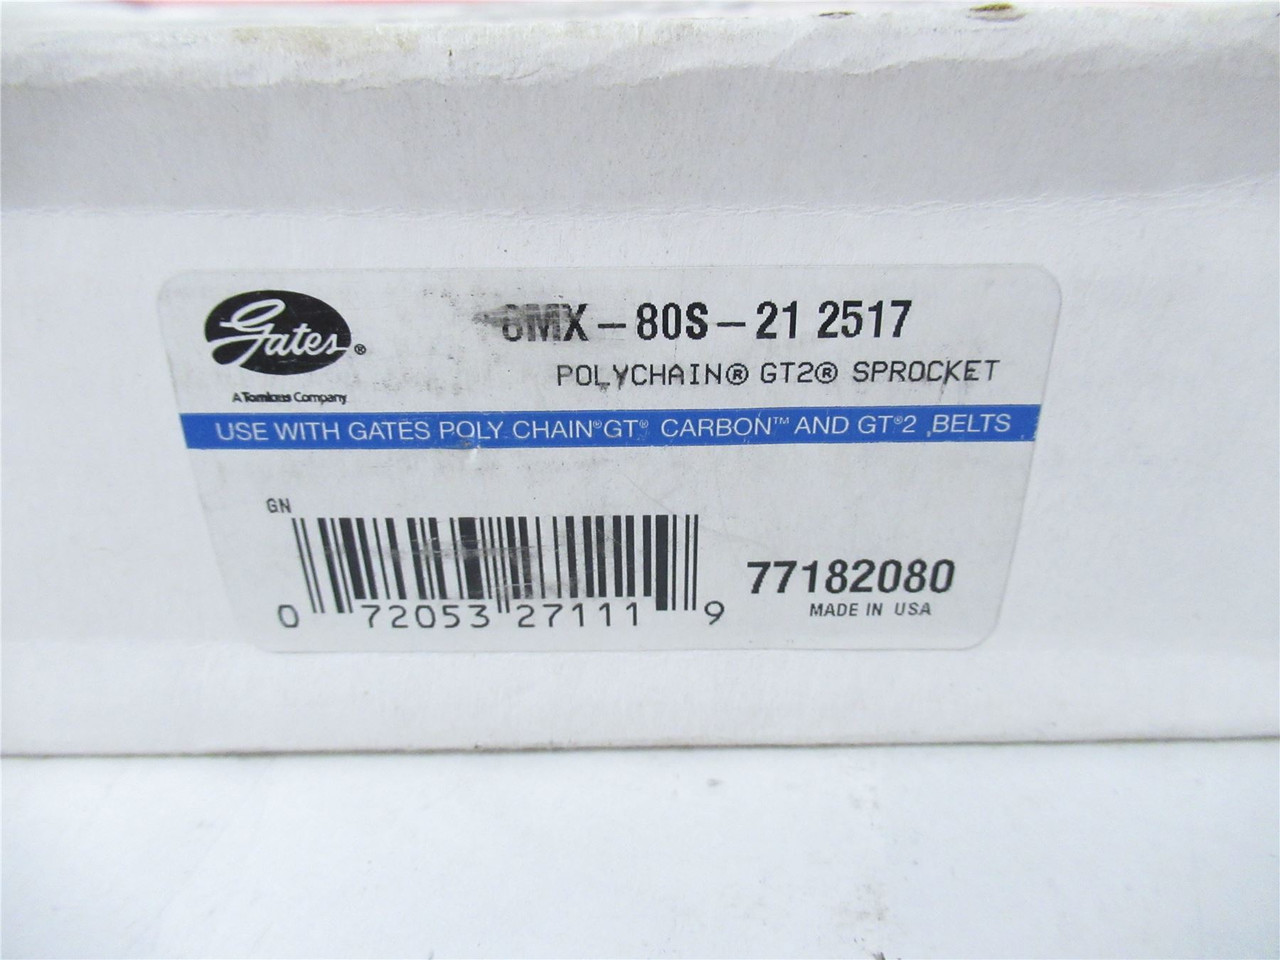 Gates®
A Tomkins Company
8MX-80S-21 2517
POLYCHAIN® GT2® SPROCKET
USE WITH GATES POLY CHAIN® GT® CARBON™ AND GT®2 BELTS
GN
0 72053 27111 9
77182080
MADE IN USA